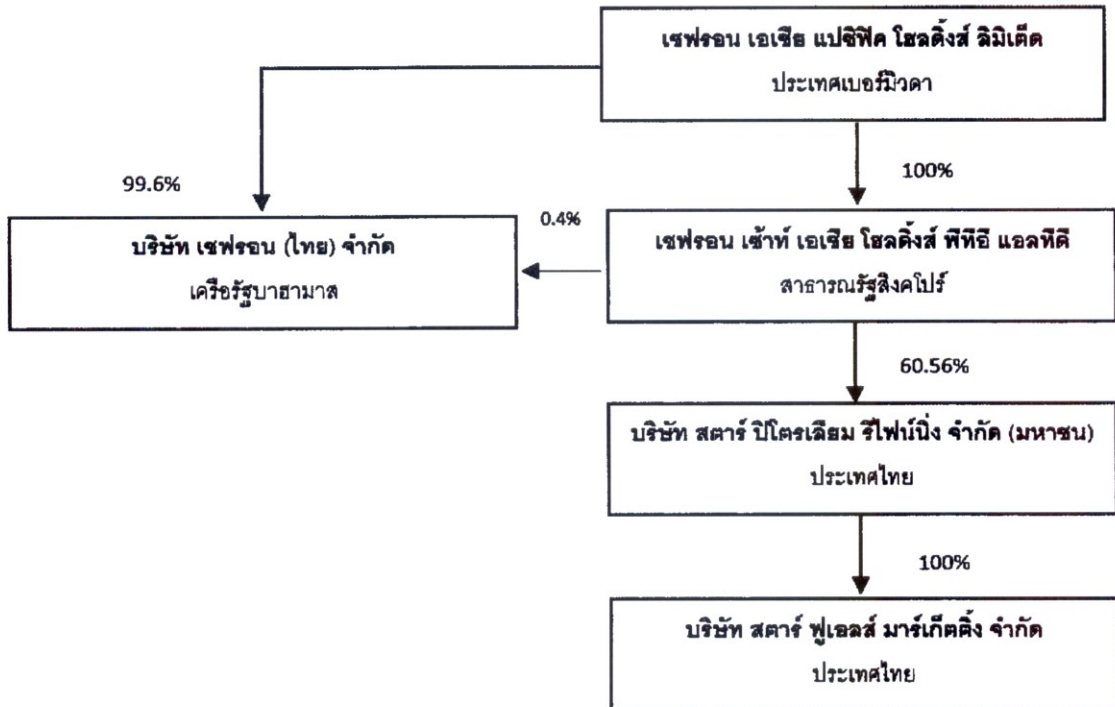 เชฟรอน เอเชีย แปซิฟิค โฮลดิ้งส์ ลิมิเต็ด
ประเทศเบอร์มิวดา
99.6%
100%
บริษัท เชฟรอน (ไทย) จำกัด
เครือรัฐบาฮามาส
0.4%
เชฟรอน เซ้าท์ เอเชีย โฮลดิ้งส์ พีทีอี แอลทีดี
สาธารณรัฐสิงคโปร์
60.56%
บริษัท สตาร์ ปิโตรเลียม รีไฟน์นิ่ง จำกัด (มหาชน)
ประเทศไทย
100%
บริษัท สตาร์ ฟูเอลส์ มาร์เก็ตติ้ง จำกัด
ประเทศไทย